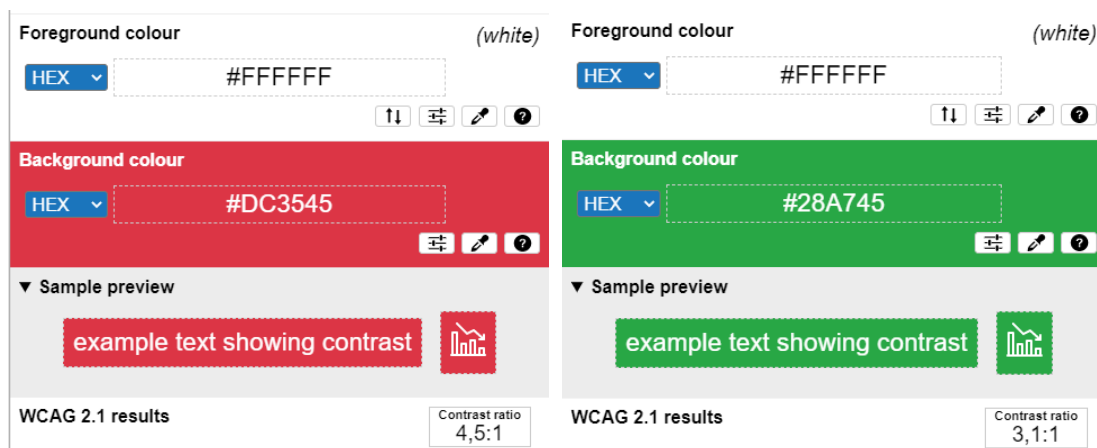 Foreground colour (white)
HEX #FFFFFF
Background colour
HEX #DC3545
▼ Sample preview
example text showing contrast
WCAG 2.1 results
Contrast ratio
4,5:1
Foreground colour (white)
HEX #FFFFFF
Background colour
HEX #28A745
▼ Sample preview
example text showing contrast
WCAG 2.1 results
Contrast ratio
3,1:1